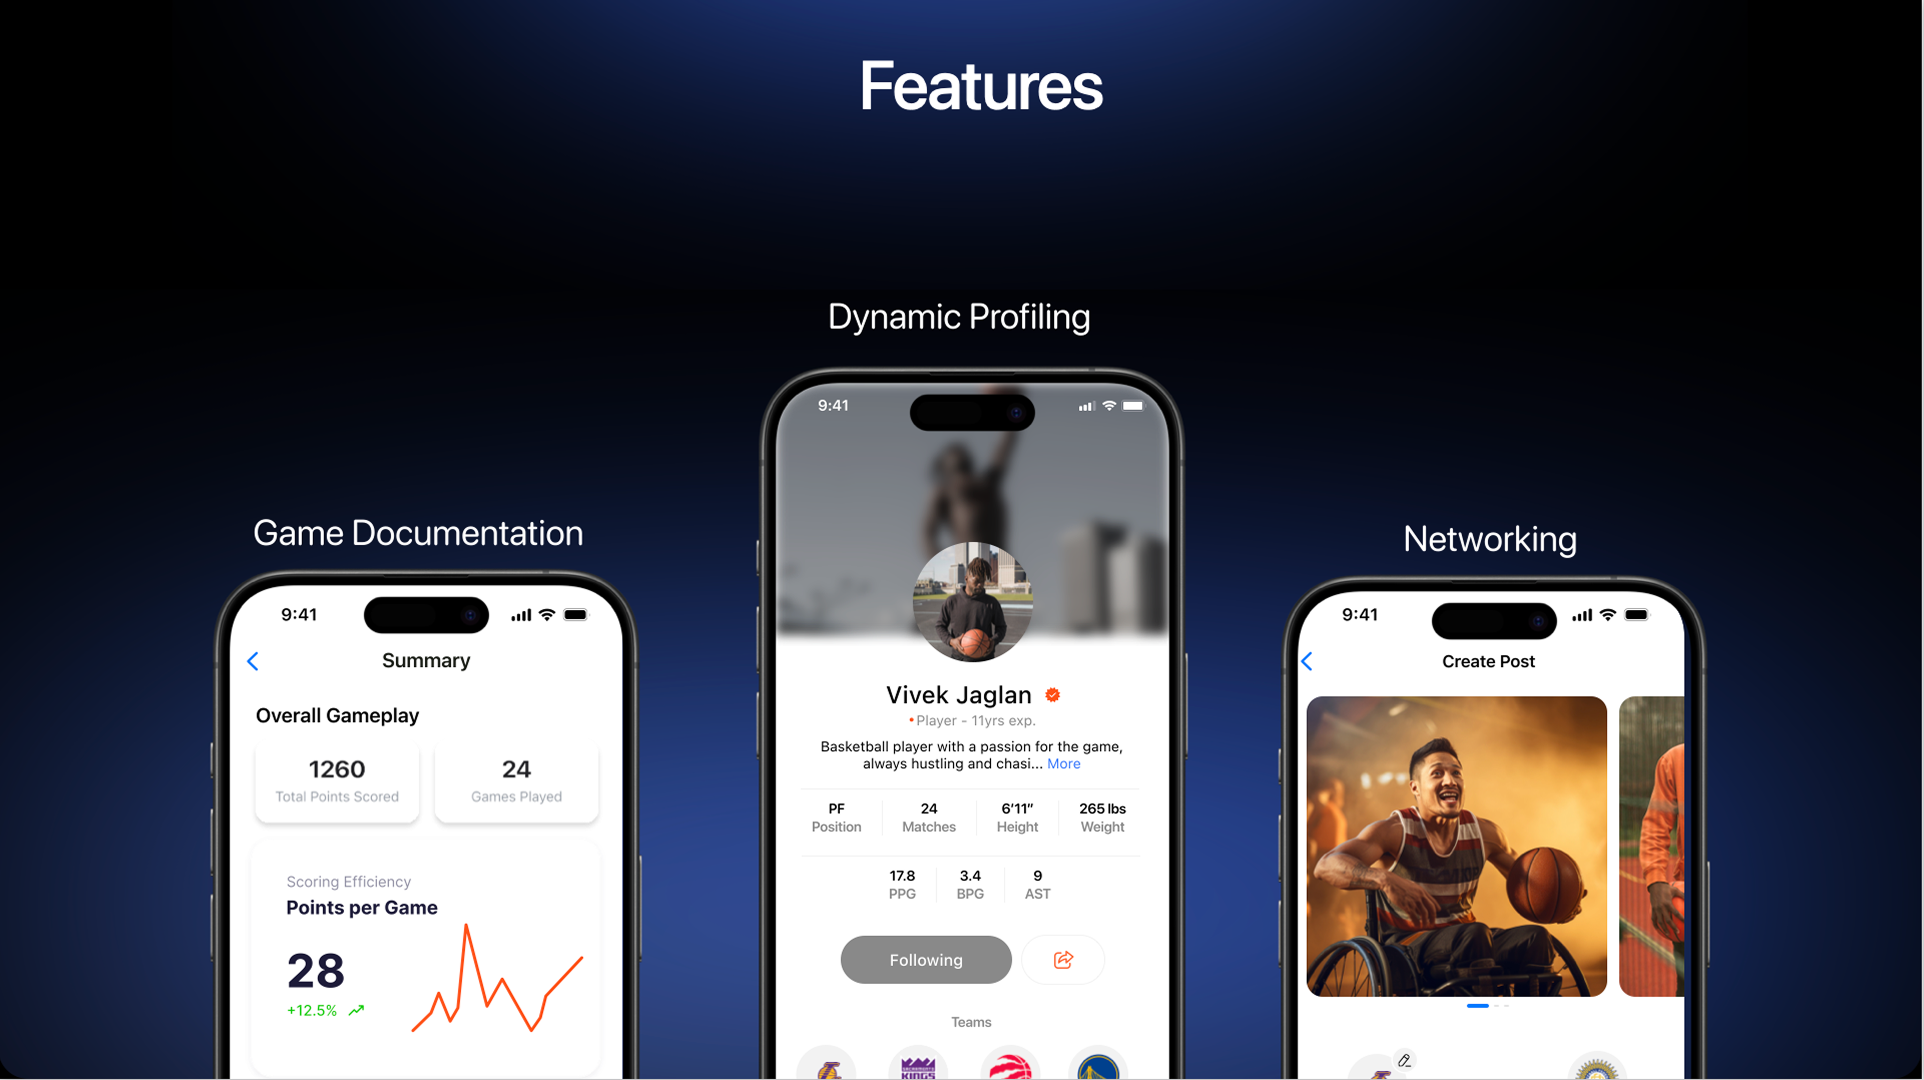 Features
Dynamic Profiling
Game Documentation
Networking
9:41
Summary
Overall Gameplay
1260
Total Points Scored
24
Games Played
Scoring Efficiency
Points per Game
28
+12.5%
9:41
Vivek Jaglan
Player - 11yrs exp.
Basketball player with a passion for the game,
always hustling and chasi... More
PF
Position
24
Matches
6’11”
Height
265 lbs
Weight
17.8
PPG
3.4
BPG
9
AST
Following
Teams
SACRAMENTO
KINGS
9:41
Create Post